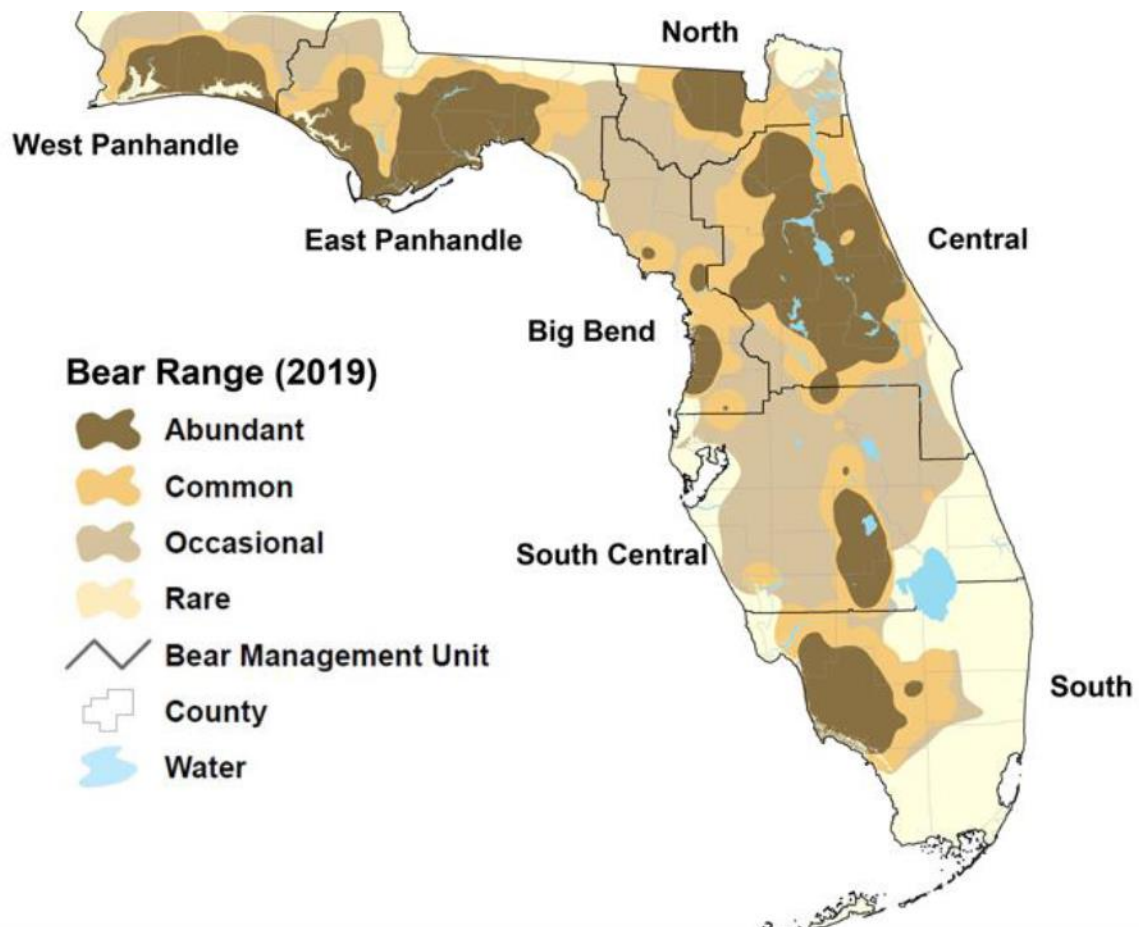 North
West Panhandle
East Panhandle
Central
Big Bend
Bear Range (2019)
Abundant
Common
Occasional
South Central
Rare
Bear Management Unit
South
County
Water